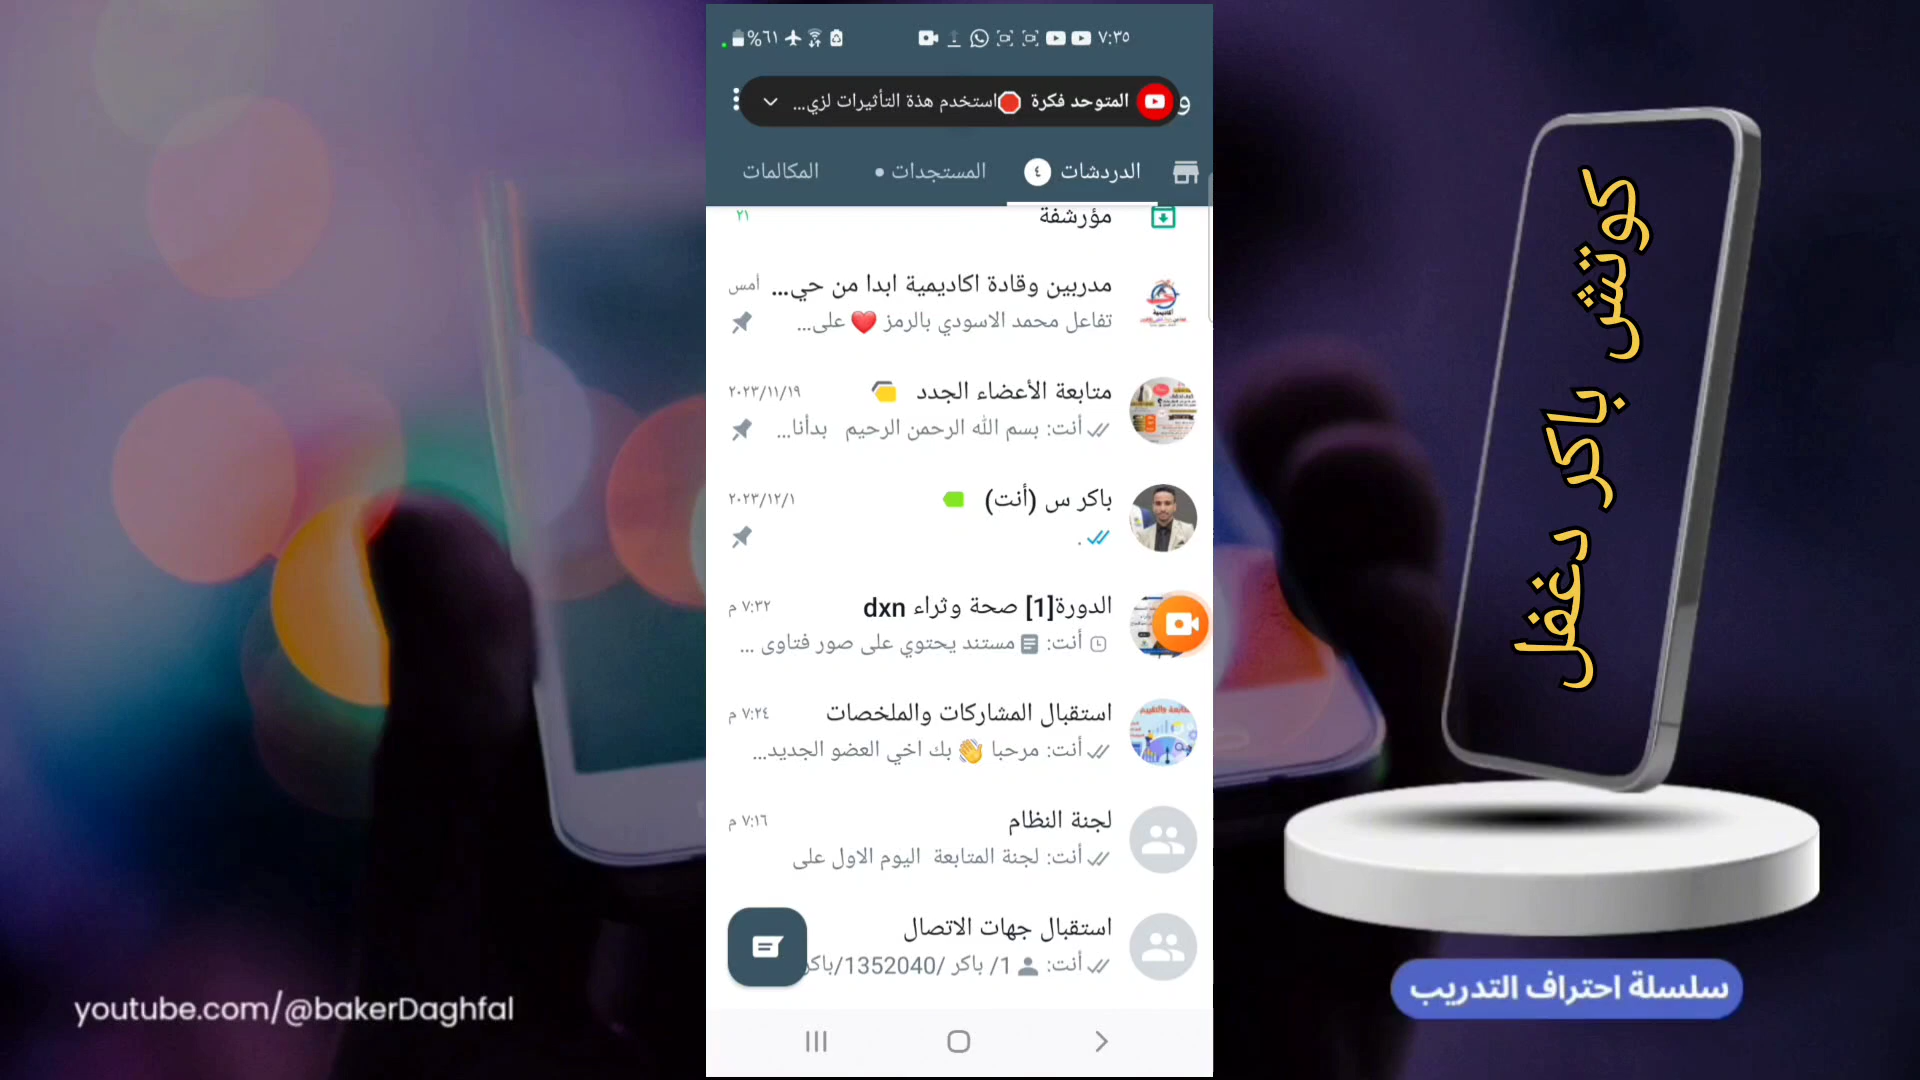 ٧:٣٥
%٦١
و
المتوحد فكرة 🛑استخدم هذة التأثيرات لزي...
الدردشات ٤
المستجدات
المكالمات
مؤرشفة
٢١
مدربين وقادة اكاديمية ابدا من حي...
أمس
تفاعل محمد الاسودي بالرمز ❤️ على...
متابعة الأعضاء الجدد
٢٠٢٣/١١/١٩
أنت: بسم الله الرحمن الرحيم بدأنا...
باكر س (أنت)
٢٠٢٣/١٢/١
.
الدورة[1] صحة وثراء dxn
٧:٣٢ م
أنت: مستند يحتوي على صور فتاوى ...
استقبال المشاركات والملخصات
٧:٢٤ م
أنت: مرحبا 👋 بك اخي العضو الجديد...
لجنة النظام
٧:١٦ م
أنت: لجنة المتابعة اليوم الاول على
استقبال جهات الاتصال
أنت: 1/ باكر /1352040/باكر
كوتش باكر دغفل
سلسلة احتراف التدريب
youtube.com/@bakerDaghfal